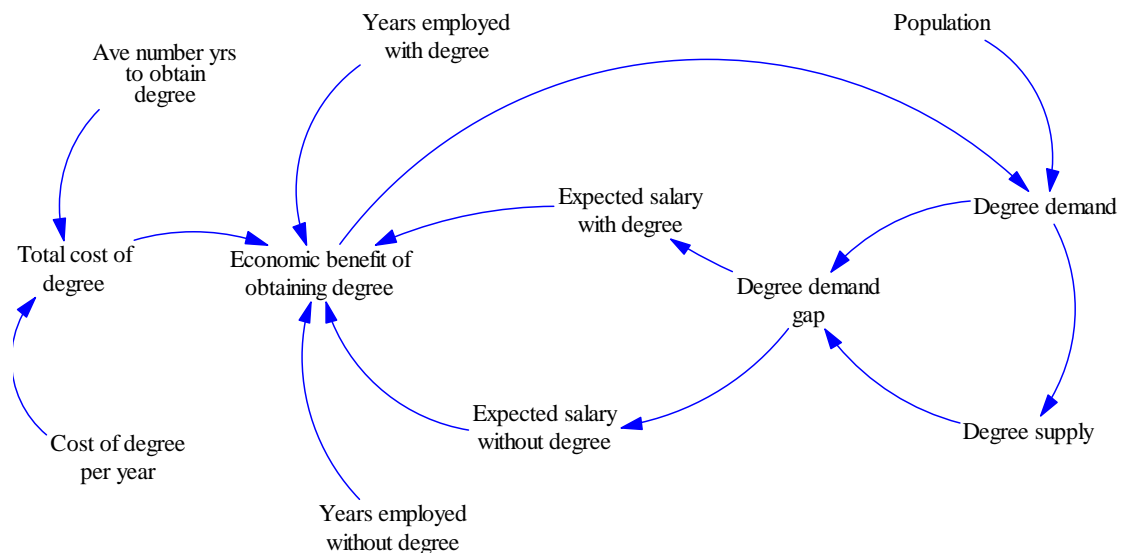 Ave number yrs
to obtain
degree
Years employed
with degree
Population
Expected salary
with degree
Degree demand
Total cost of
degree
Economic benefit of
obtaining degree
Degree demand
gap
Expected salary
without degree
Degree supply
Cost of degree
per year
Years employed
without degree